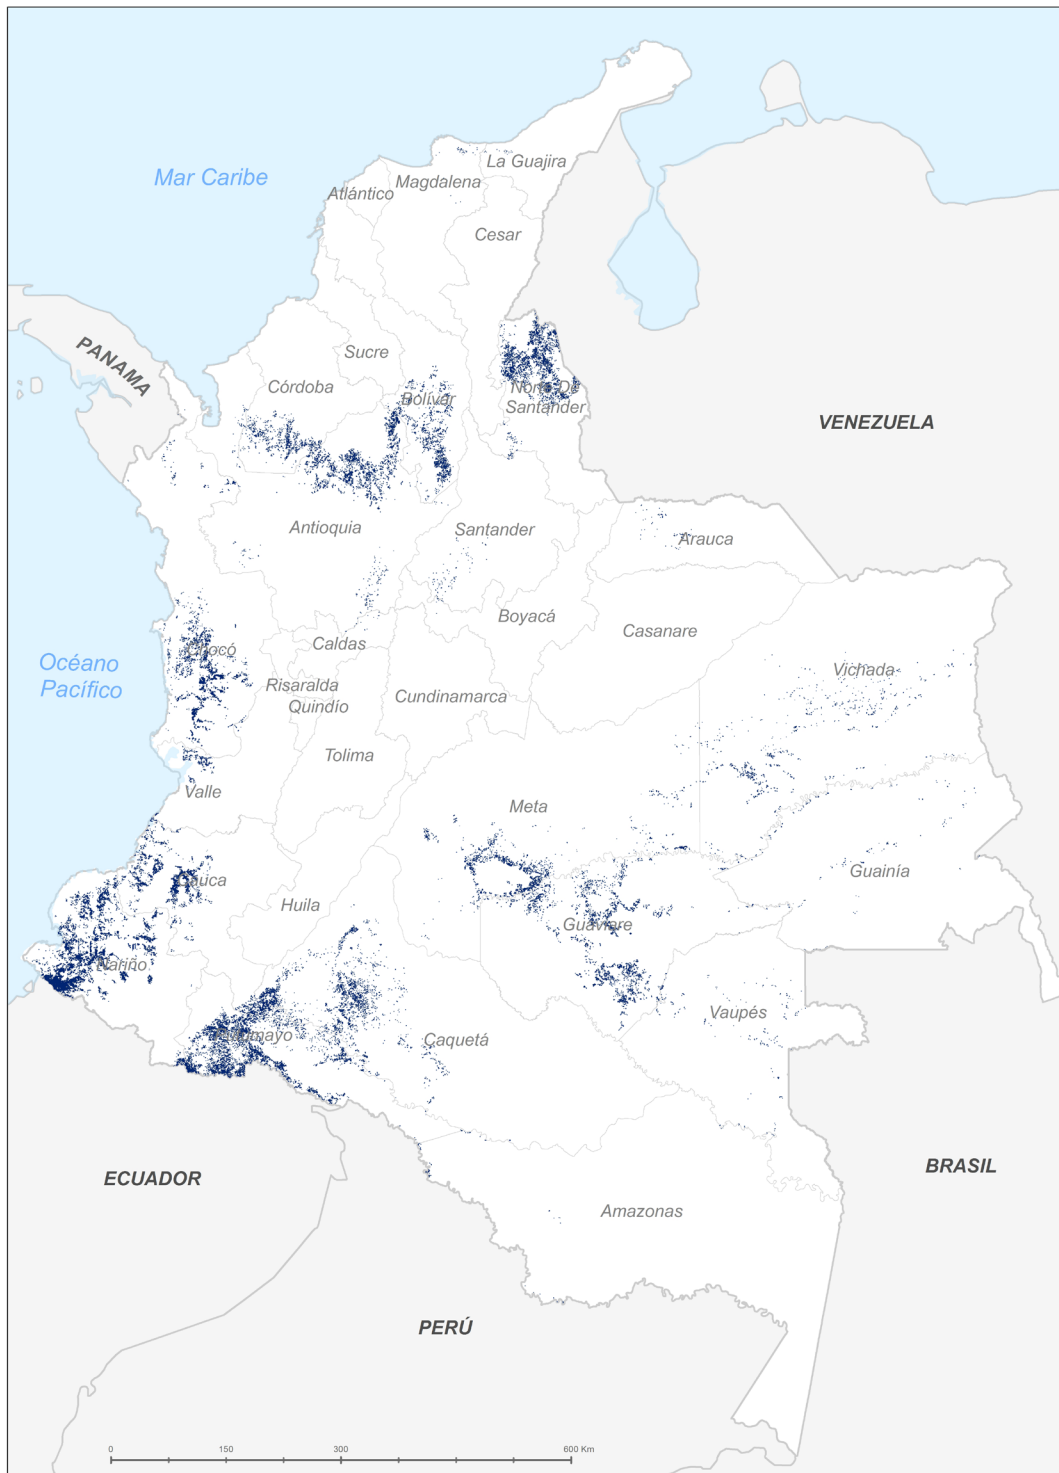 Mar Caribe
La Guajira
Magdalena
Atlántico
Cesar
PANAMA
Sucre
Córdoba
Bolívar
Norte De
Santander
VENEZUELA
Antioquia
Santander
Arauca
Boyacá
Casanare
Caldas
Chocó
Océano
Pacífico
Vichada
Risaralda
Cundinamarca
Quindío
Tolima
Valle
Meta
Guainía
Cauca
Huila
Guaviare
Nariño
Vaupés
Putumayo
Caquetá
ECUADOR
BRASIL
Amazonas
PERÚ
0 150 300 600 Km